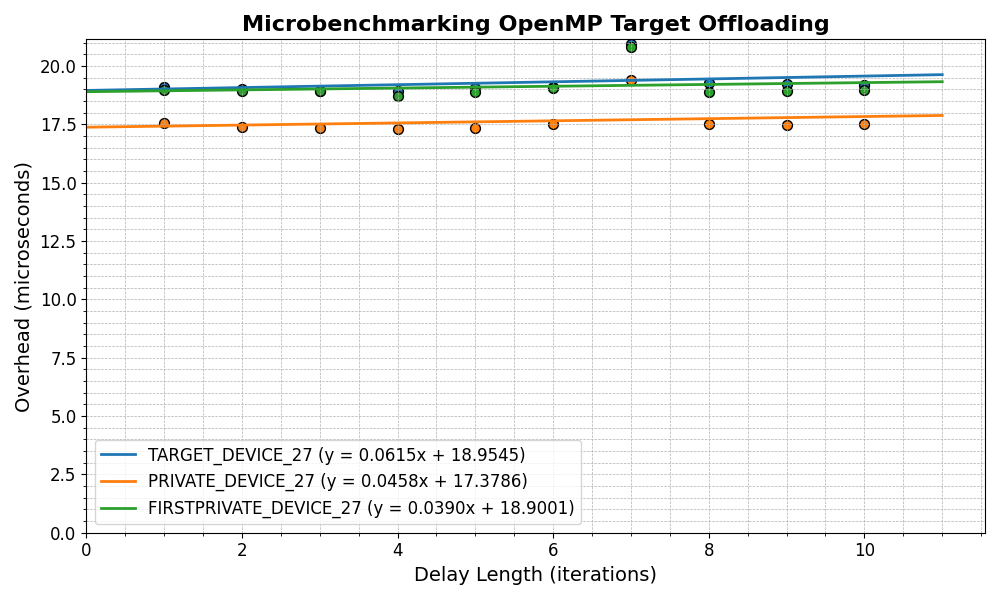 Microbenchmarking OpenMP Target Offloading
Overhead (microseconds)
20.0
17.5
15.0
12.5
10.0
7.5
5.0
2.5
0.0
TARGET_DEVICE_27 (y = 0.0615x + 18.9545)
PRIVATE_DEVICE_27 (y = 0.0458x + 17.3786)
FIRSTPRIVATE_DEVICE_27 (y = 0.0390x + 18.9001)
0 2 4 6 8 10
Delay Length (iterations)